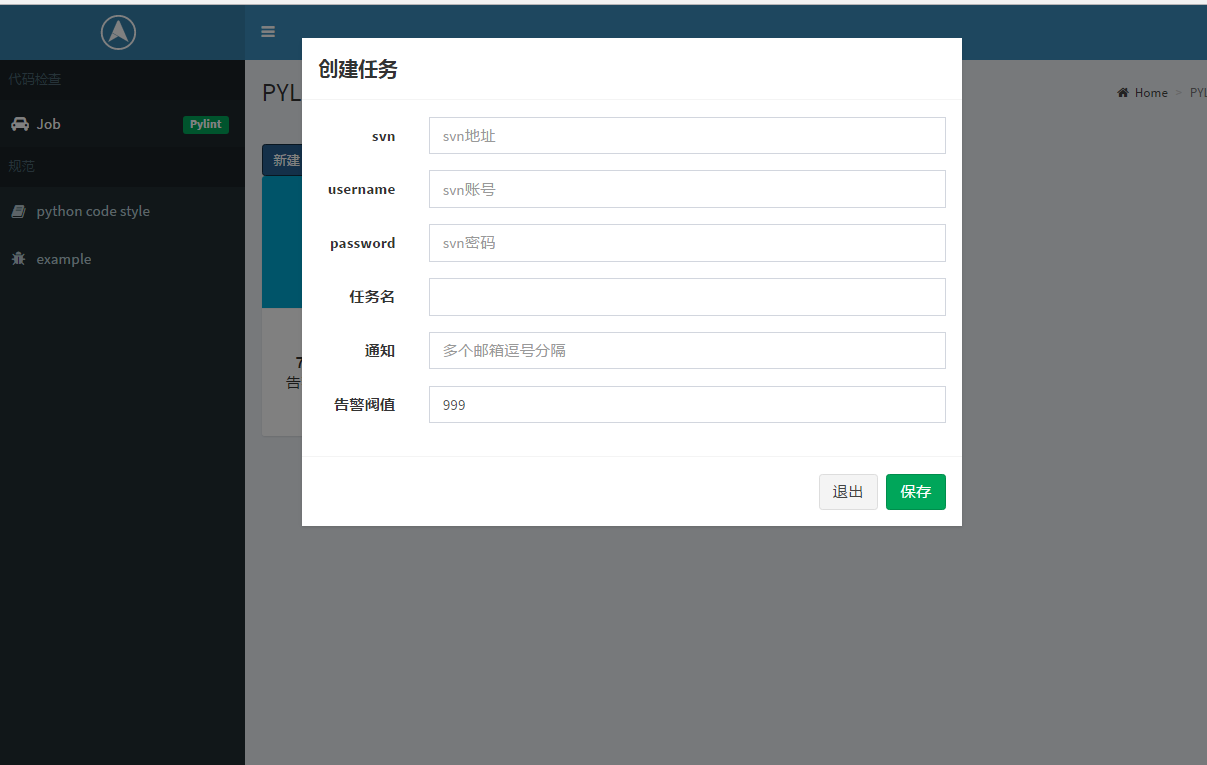 代码检查
Job
Pylint
规范
python code style
example
PYL
Home > PYL
新建
告
创建任务
svn
svn地址
username
svn账号
password
svn密码
任务名
通知
多个邮箱逗号分隔
告警阀值
999
退出
保存